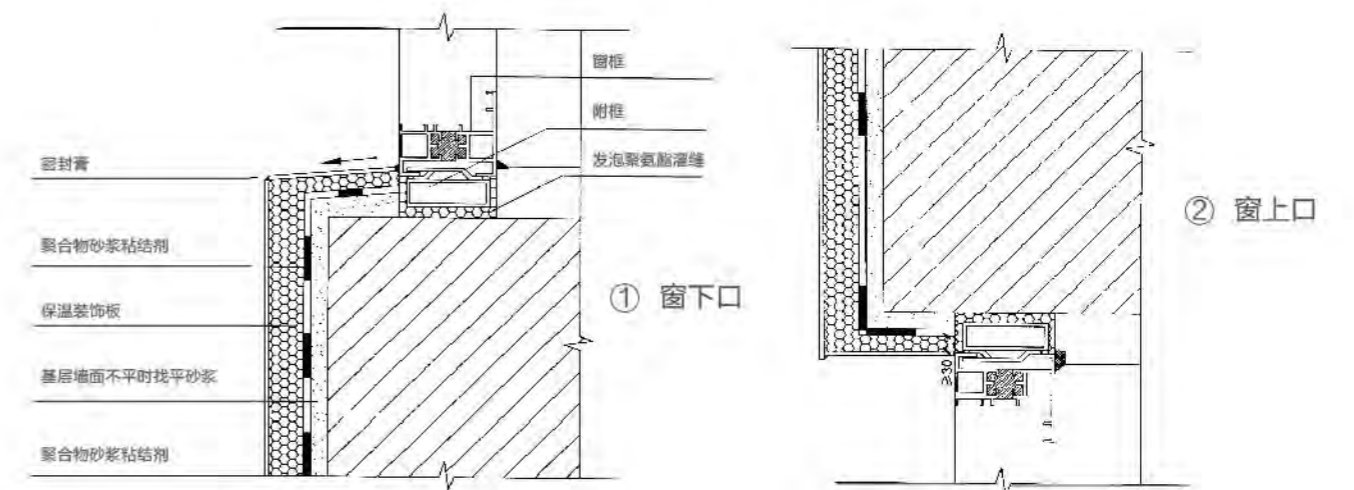 窗框
附框
密封膏
发泡聚氨酯灌缝
聚合物砂浆粘结剂
① 窗下口
保温装饰板
基层墙面不平时找平砂浆
聚合物砂浆粘结剂
② 窗上口
≥30